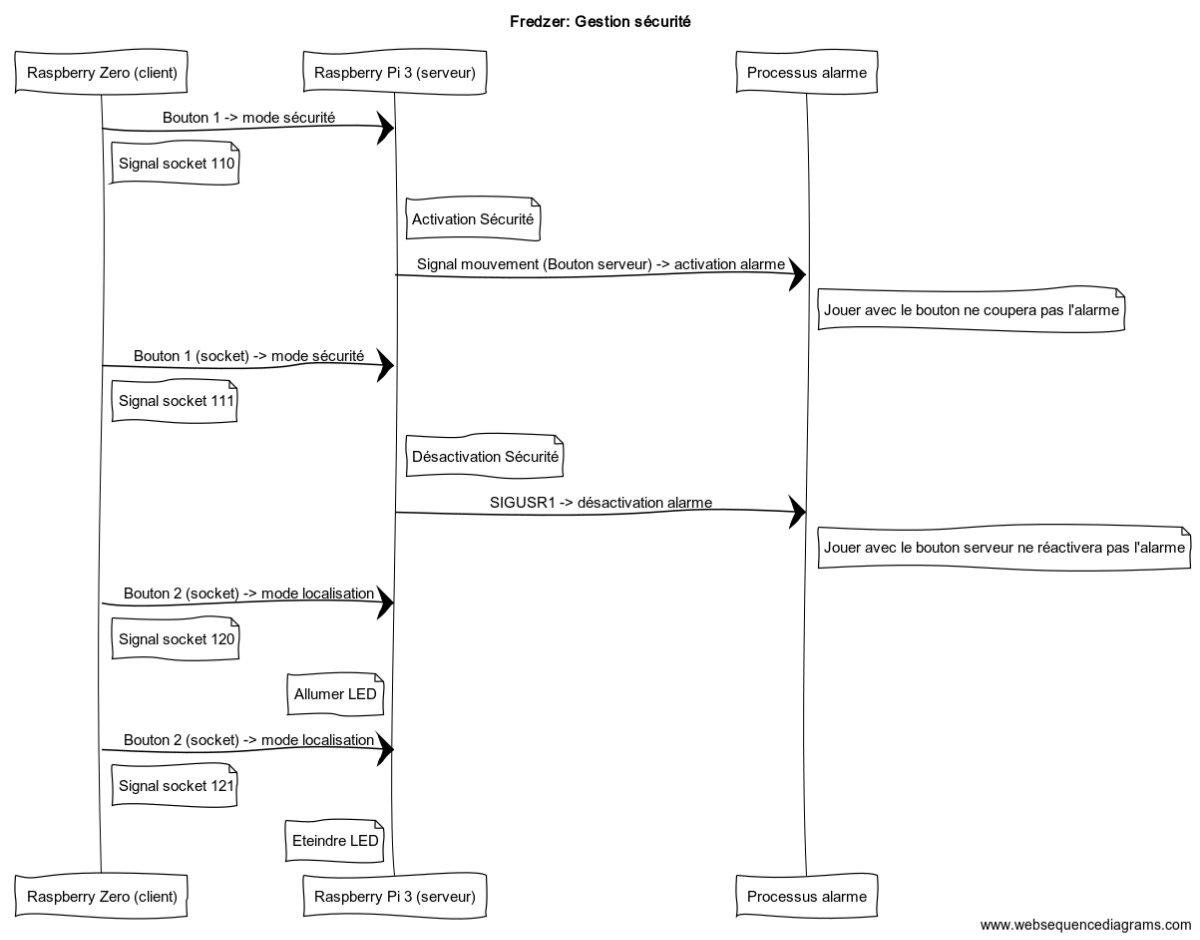 Fredzer: Gestion sécurité
Raspberry Zero (client)
Raspberry Pi 3 (serveur)
Processus alarme
Bouton 1 -> mode sécurité
Signal socket 110
Activation Sécurité
Signal mouvement (Bouton serveur) -> activation alarme
Jouer avec le bouton ne coupera pas l'alarme
Bouton 1 (socket) -> mode sécurité
Signal socket 111
Désactivation Sécurité
SIGUSR1 -> désactivation alarme
Jouer avec le bouton serveur ne réactivera pas l'alarme
Bouton 2 (socket) -> mode localisation
Signal socket 120
Allumer LED
Bouton 2 (socket) -> mode localisation
Signal socket 121
Eteindre LED
Raspberry Zero (client)
Raspberry Pi 3 (serveur)
Processus alarme
www.websequencediagrams.com